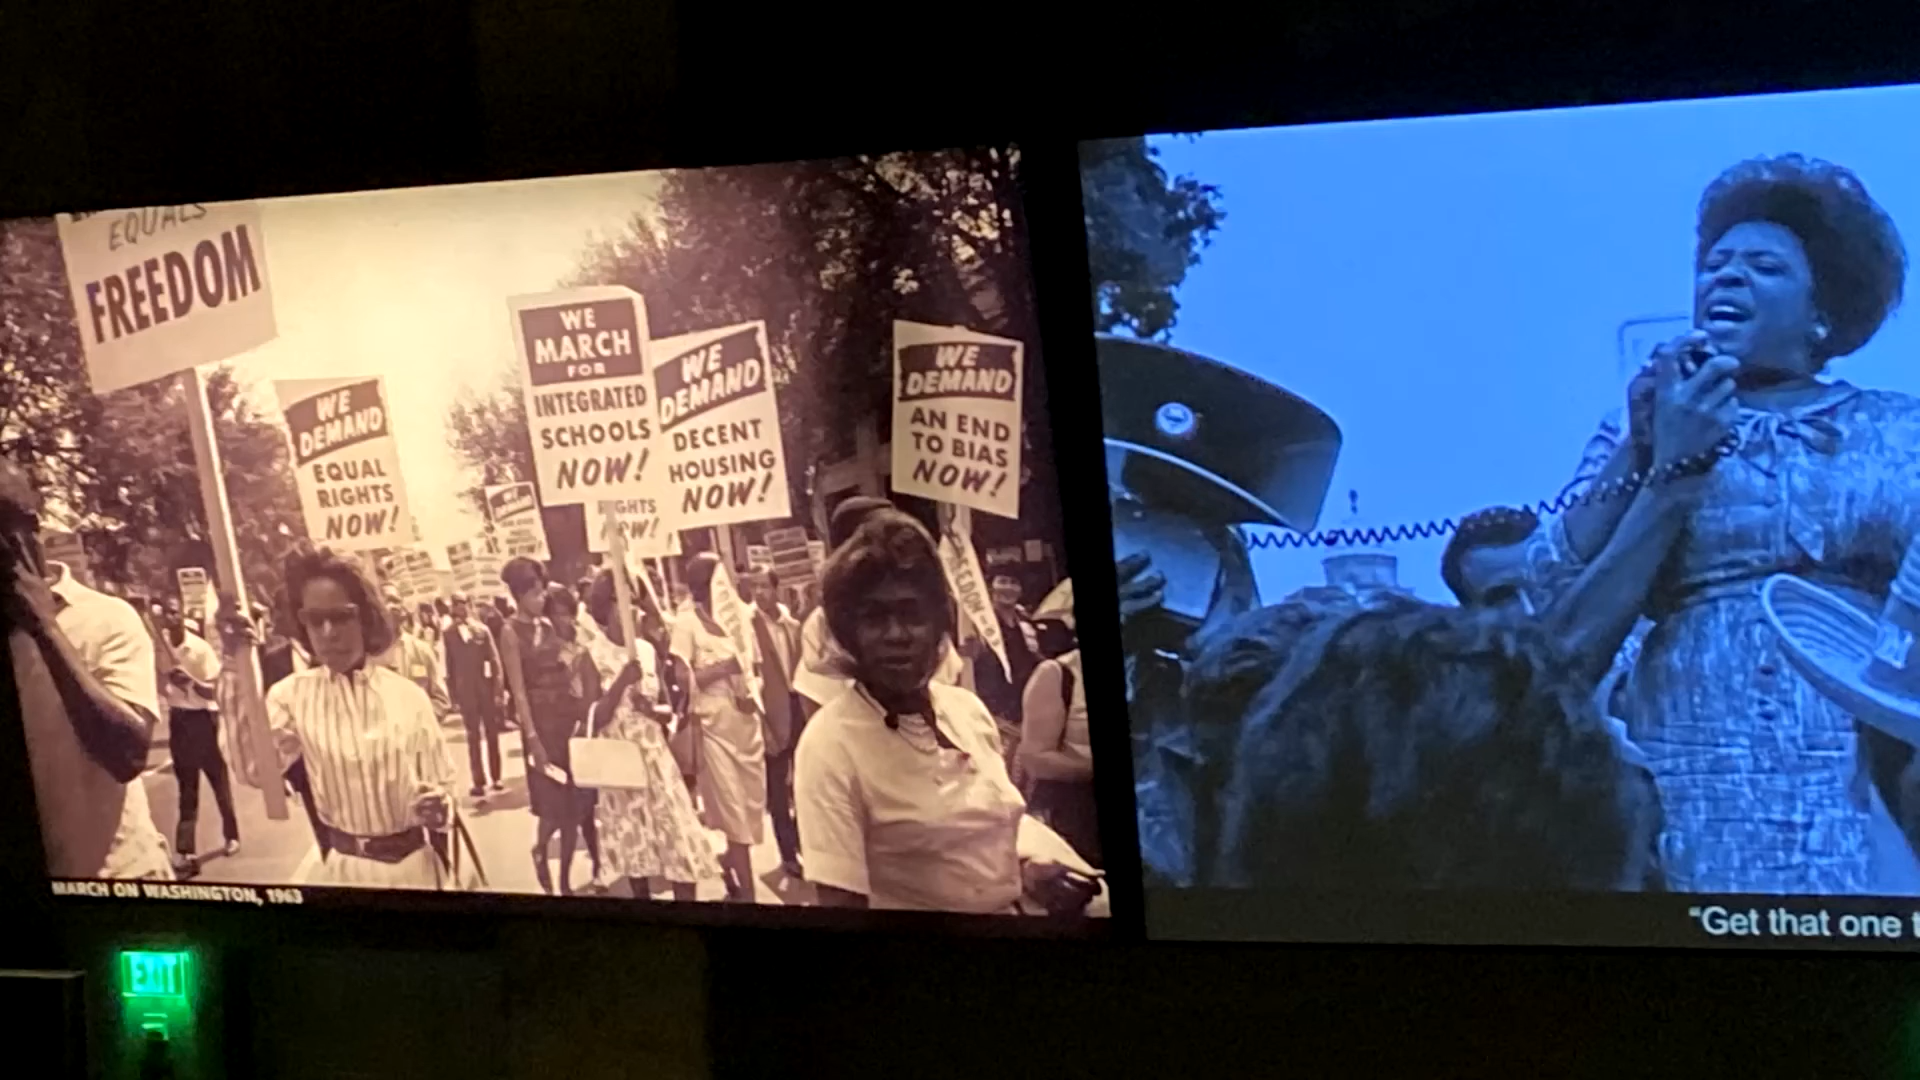 EQUALS
FREEDOM
WE
DEMAND
EQUAL
RIGHTS
NOW!
WE
MARCH
FOR
INTEGRATED
SCHOOLS
NOW!
RIGHTS
WE
DEMAND
DECENT
HOUSING
NOW!
WE
DEMAND
AN END
TO BIAS
NOW!
MARCH ON WASHINGTON, 1963
EXIT
"Get that one